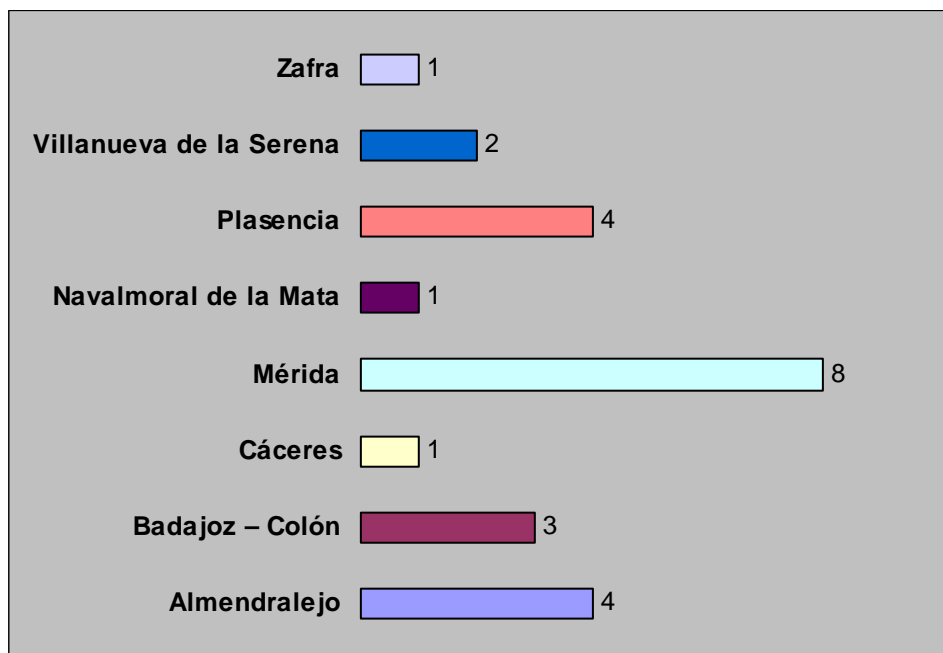 Zafra 1
Villanueva de la Serena 2
Plasencia 4
Navalmoral de la Mata 1
Mérida 8
Cáceres 1
Badajoz – Colón 3
Almendralejo 4